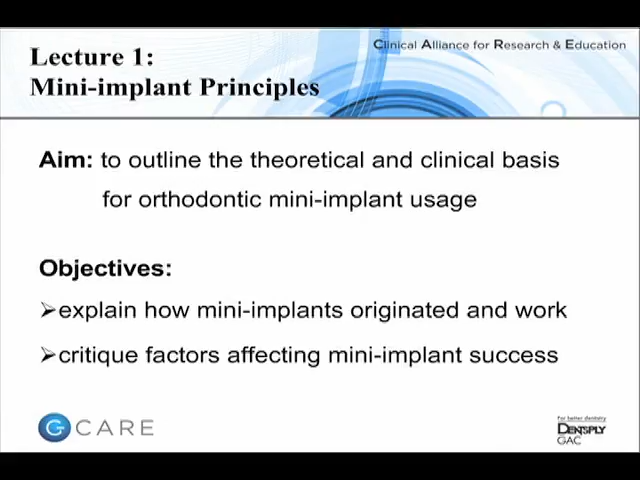 Clinical Alliance for Research & Education
Lecture 1:
Mini-implant Principles
Aim: to outline the theoretical and clinical basis
for orthodontic mini-implant usage
Objectives:
➢explain how mini-implants originated and work
➢critique factors affecting mini-implant success
CARE
For better dentistry
DENTSPLY
GAC